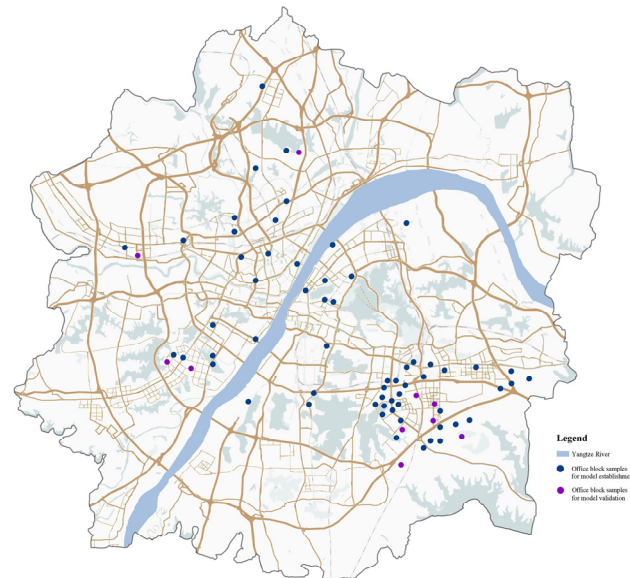 Legend
Yangtze River
Office block samples
for model establishme
Office block samples
for model validation